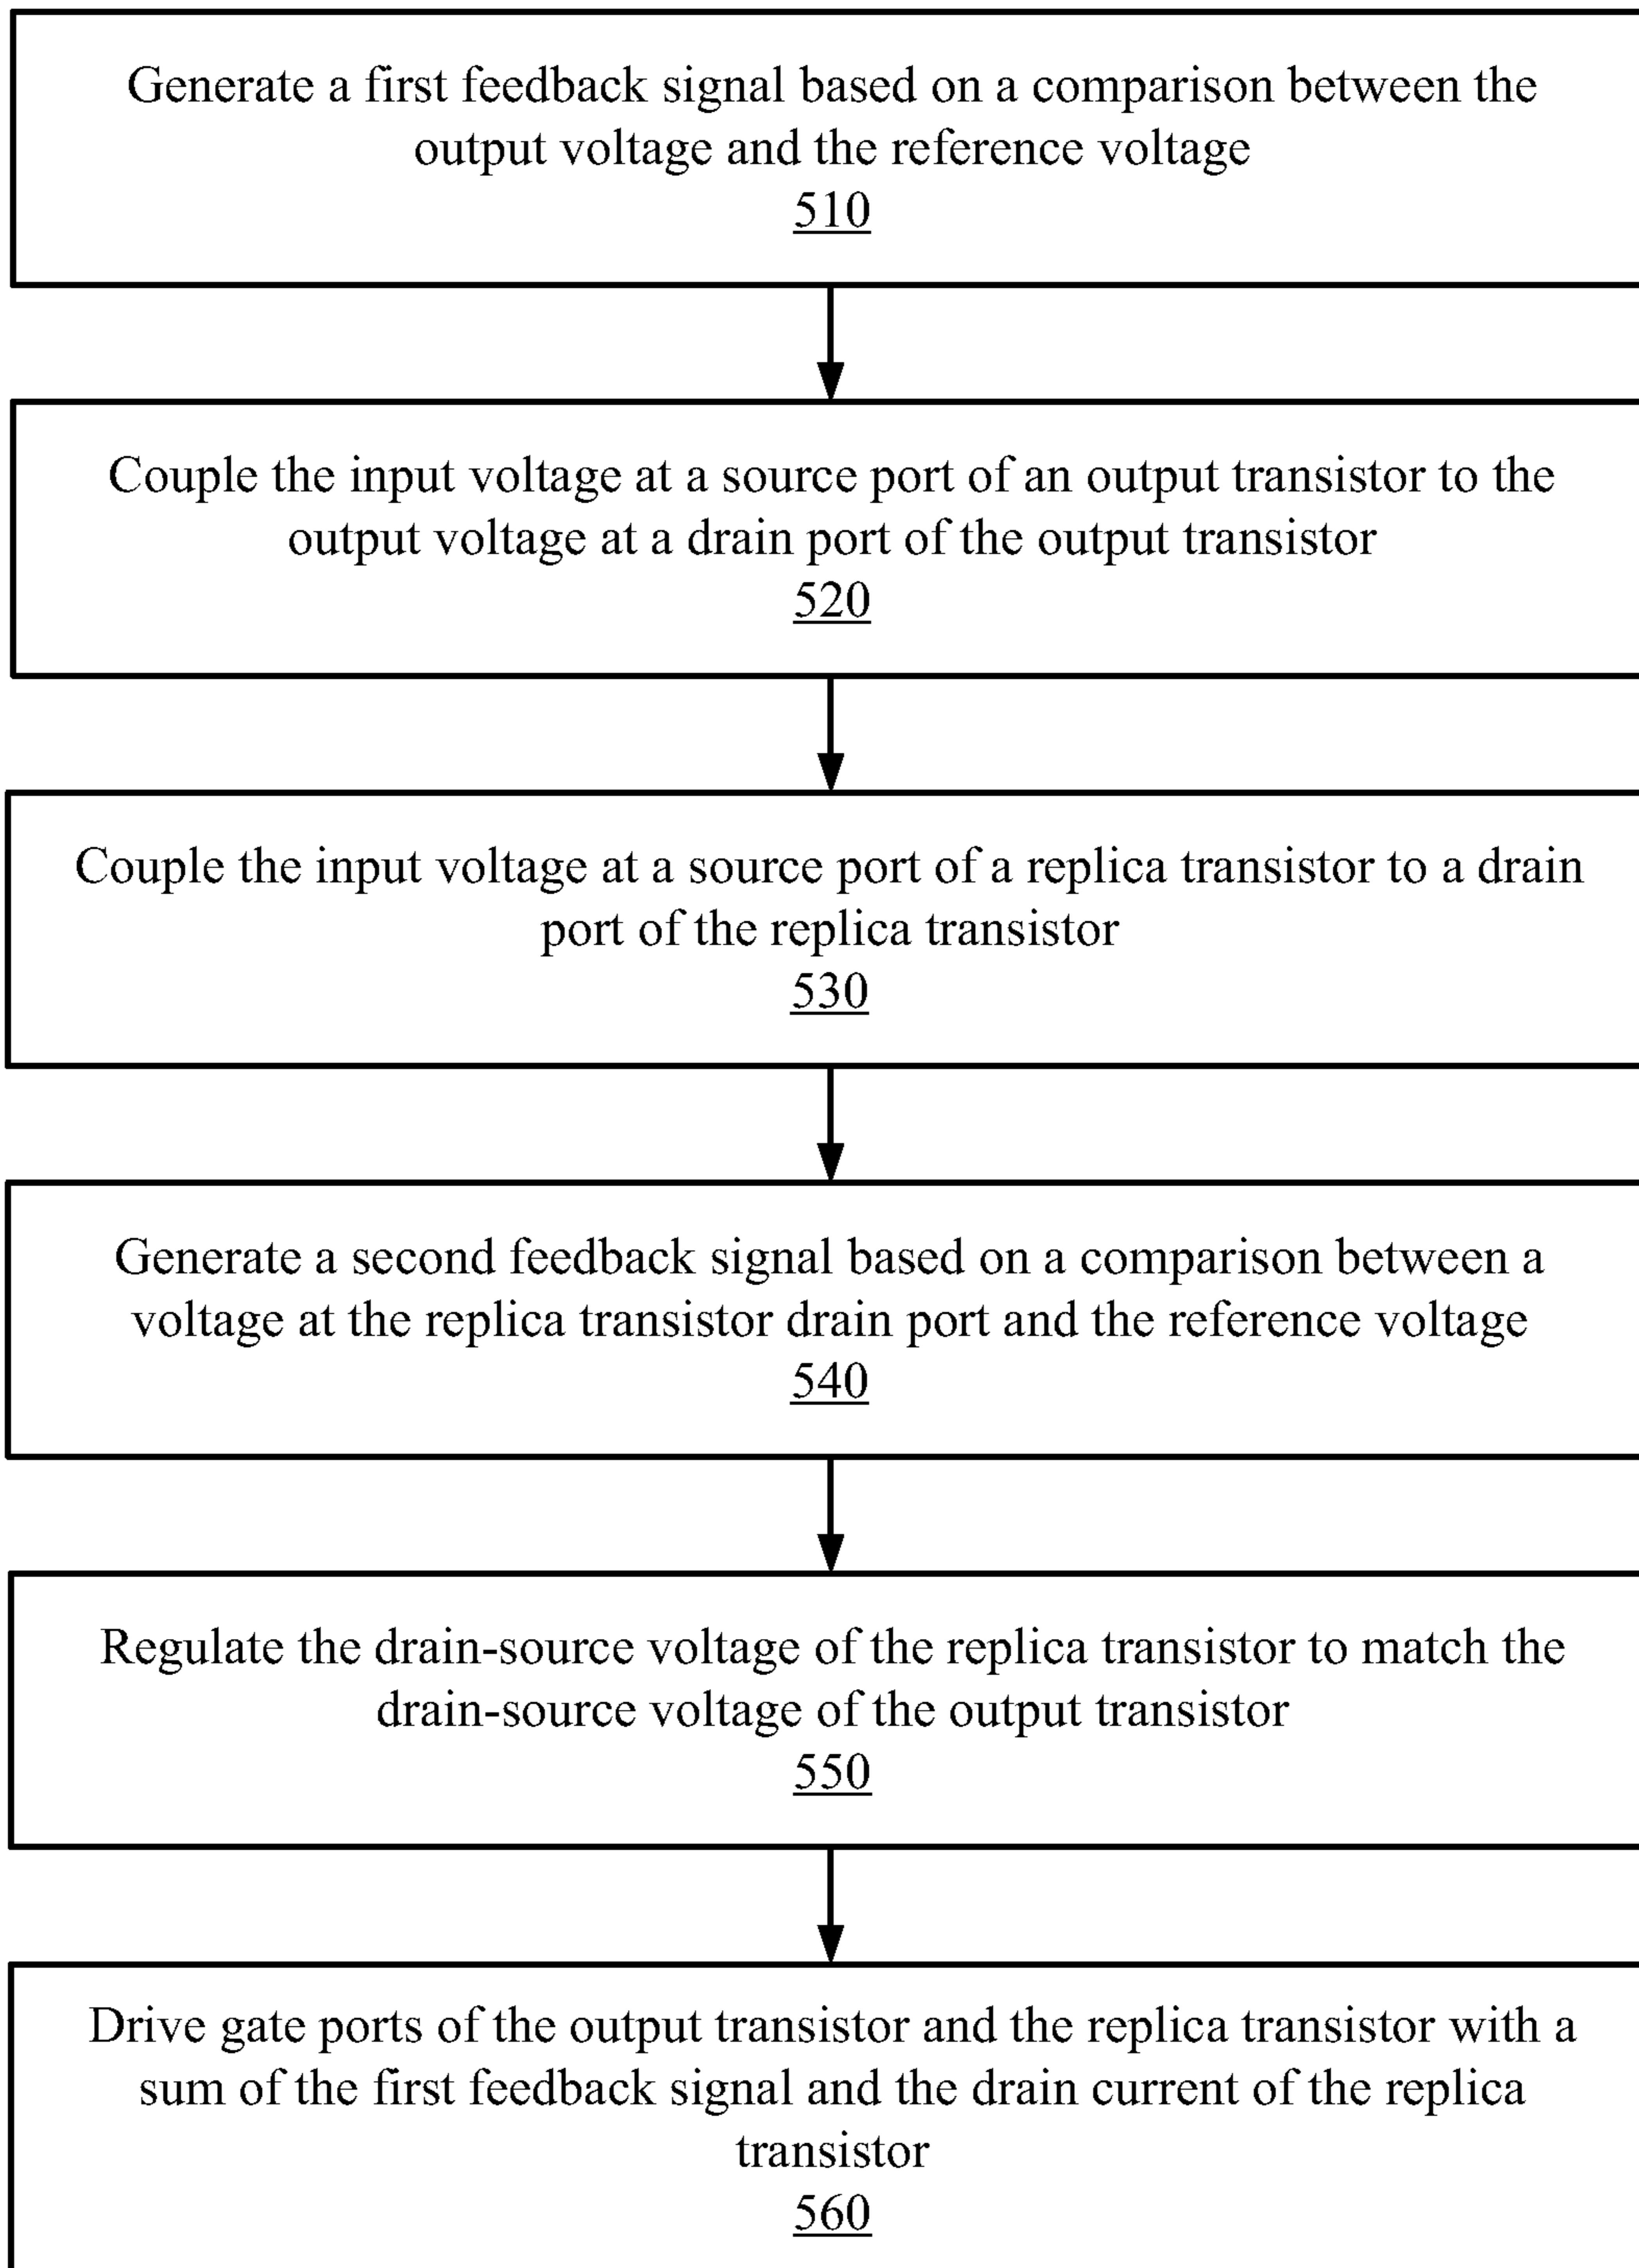 Generate a first feedback signal based on a comparison between the
output voltage and the reference voltage
510
Couple the input voltage at a source port of an output transistor to the
output voltage at a drain port of the output transistor
520
Couple the input voltage at a source port of a replica transistor to a drain
port of the replica transistor
530
Generate a second feedback signal based on a comparison between a
voltage at the replica transistor drain port and the reference voltage
540
Regulate the drain-source voltage of the replica transistor to match the
drain-source voltage of the output transistor
550
Drive gate ports of the output transistor and the replica transistor with a
sum of the first feedback signal and the drain current of the replica
transistor
560